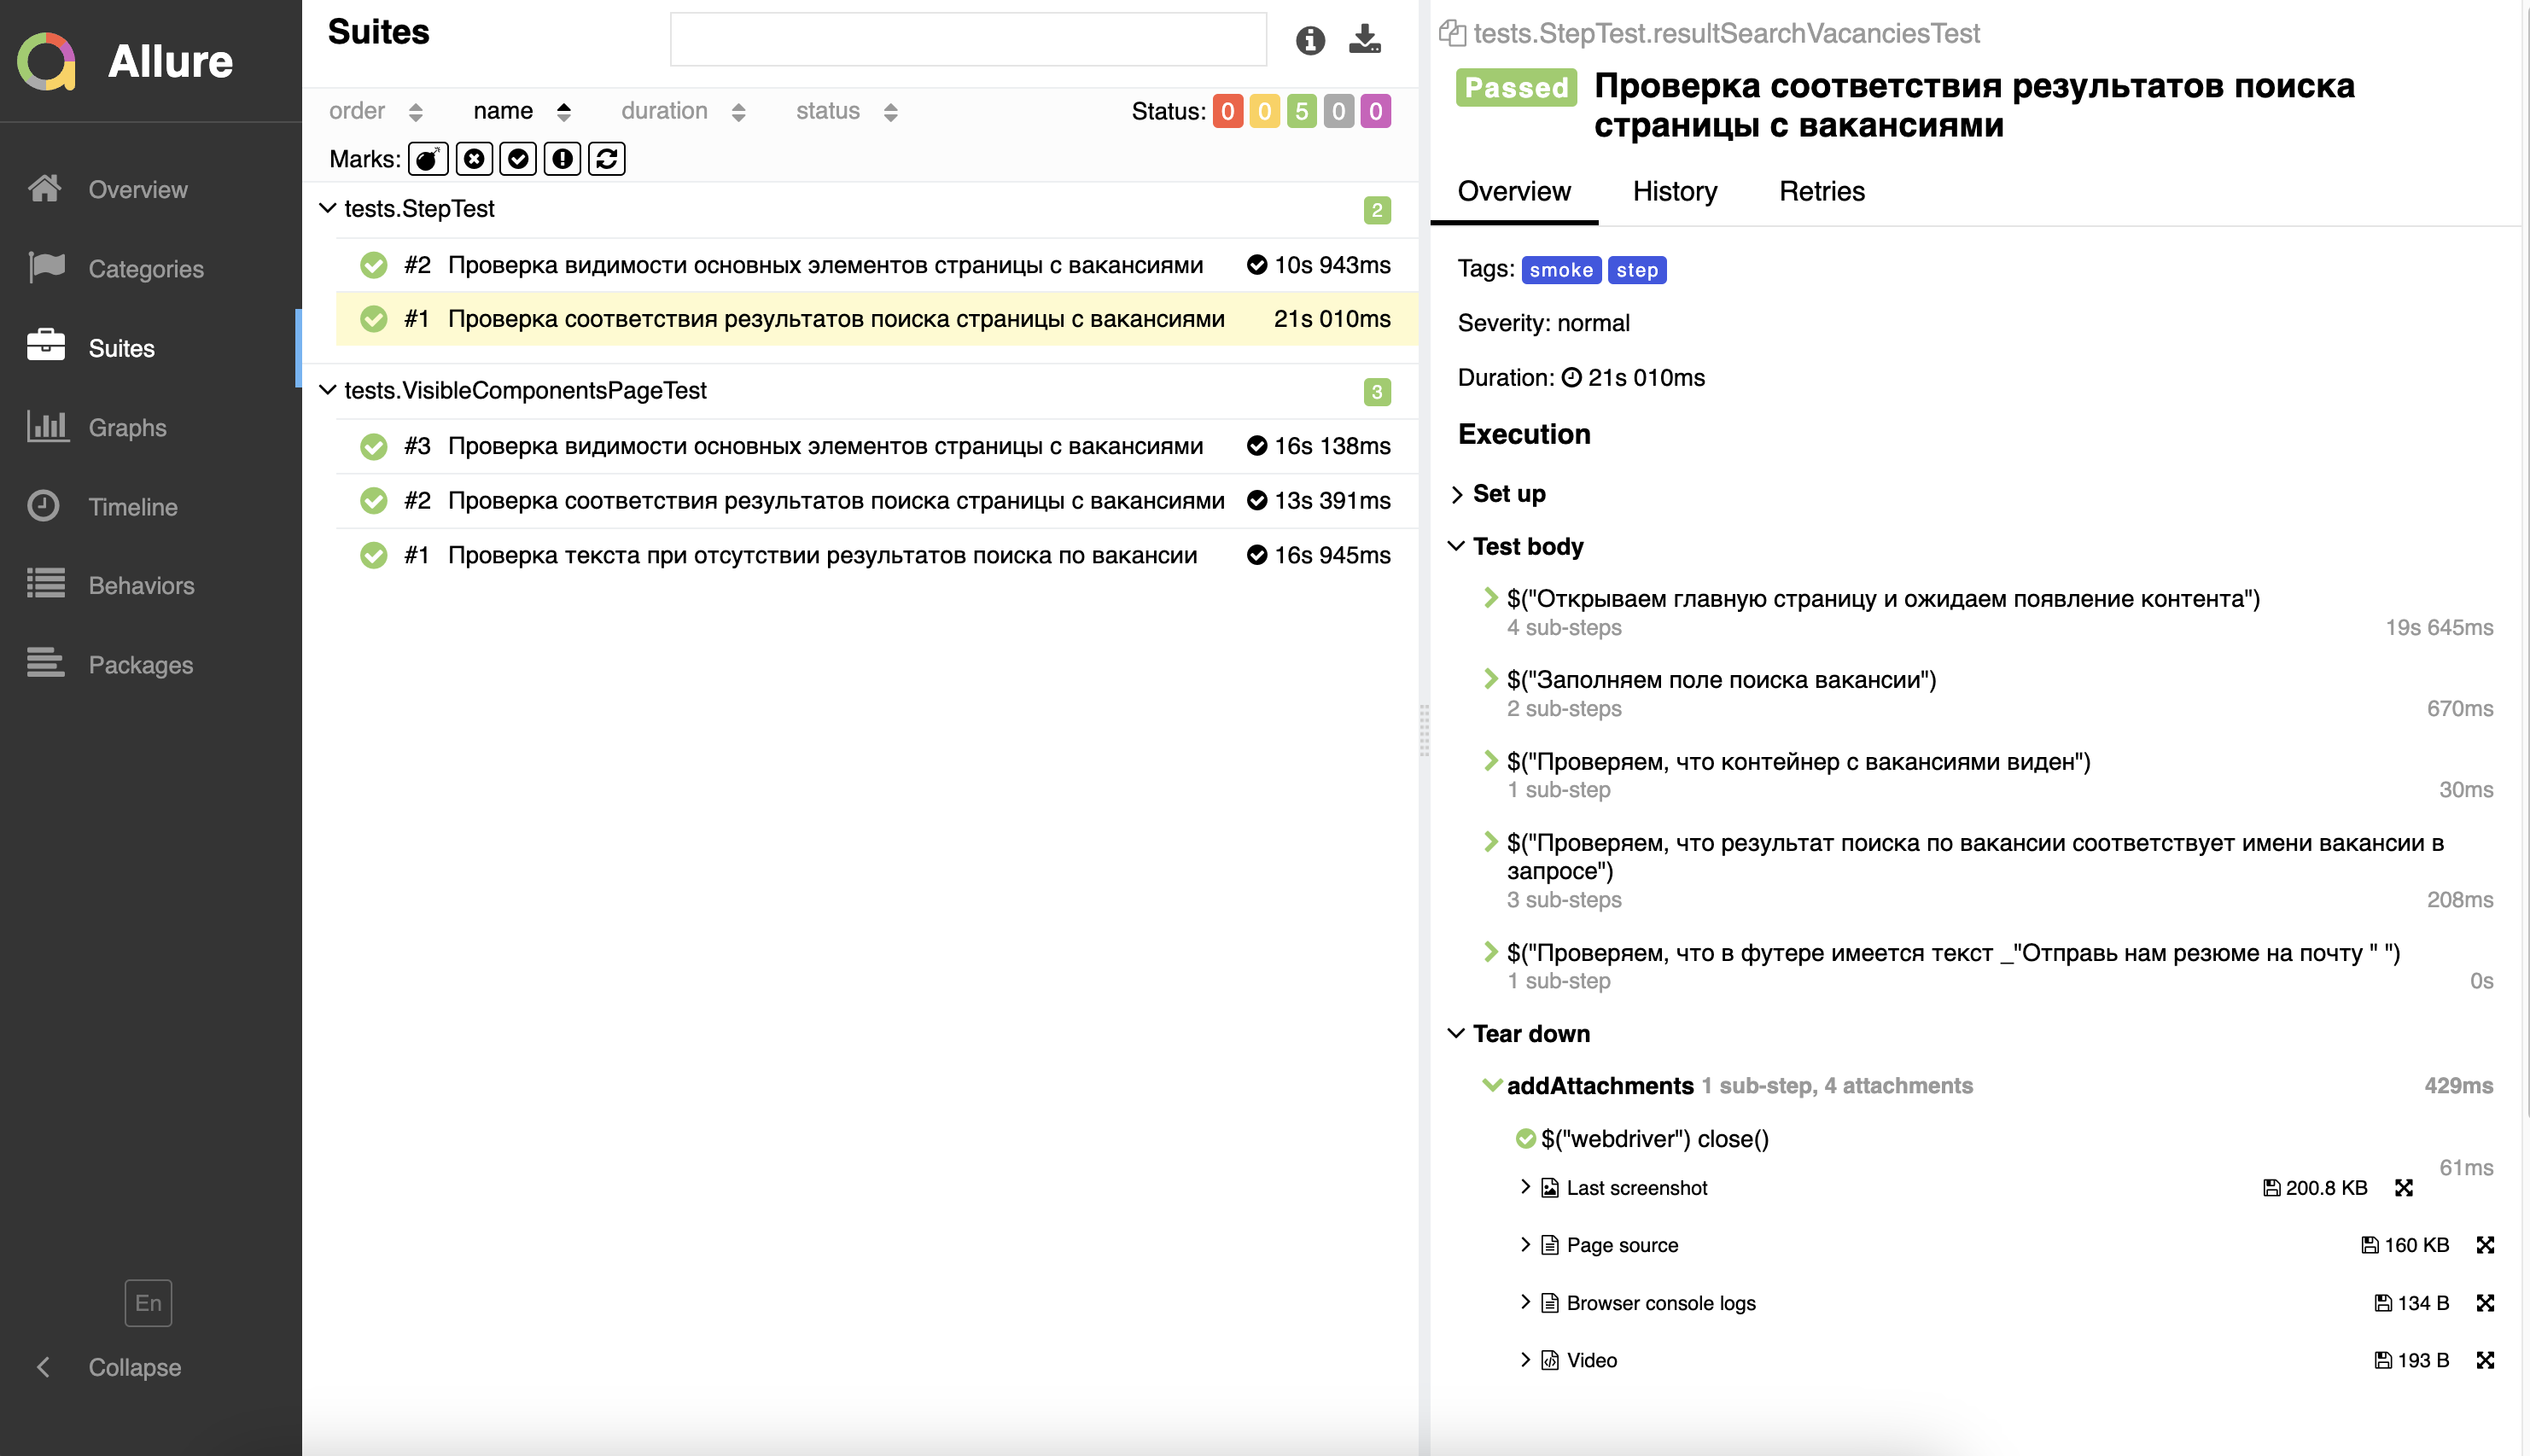 Allure
Overview
Categories
Suites
Graphs
Timeline
Behaviors
Packages
En
Collapse
Suites
order name duration status Status: 0 0 5 0 0
Marks:
tests.StepTest 2
#2 Проверка видимости основных элементов страницы с вакансиями 10s 943ms
#1 Проверка соответствия результатов поиска страницы с вакансиями 21s 010ms
tests.VisibleComponentsPageTest 3
#3 Проверка видимости основных элементов страницы с вакансиями 16s 138ms
#2 Проверка соответствия результатов поиска страницы с вакансиями 13s 391ms
#1 Проверка текста при отсутствии результатов поиска по вакансии 16s 945ms
tests.StepTest.resultSearchVacanciesTest
Passed Проверка соответствия результатов поиска
страницы с вакансиями
Overview History Retries
Tags: smoke step
Severity: normal
Duration: 21s 010ms
Execution
Set up
Test body
$("Открываем главную страницу и ожидаем появление контента")
4 sub-steps 19s 645ms
$("Заполняем поле поиска вакансии")
2 sub-steps 670ms
$("Проверяем, что контейнер с вакансиями виден")
1 sub-step 30ms
$("Проверяем, что результат поиска по вакансии соответствует имени вакансии в
запросе")
3 sub-steps 208ms
$("Проверяем, что в футере имеется текст _"Отправь нам резюме на почту " ")
1 sub-step 0s
Tear down
addAttachments 1 sub-step, 4 attachments 429ms
$("webdriver") close()
61ms
Last screenshot 200.8 KB
Page source 160 KB
Browser console logs 134 B
Video 193 B